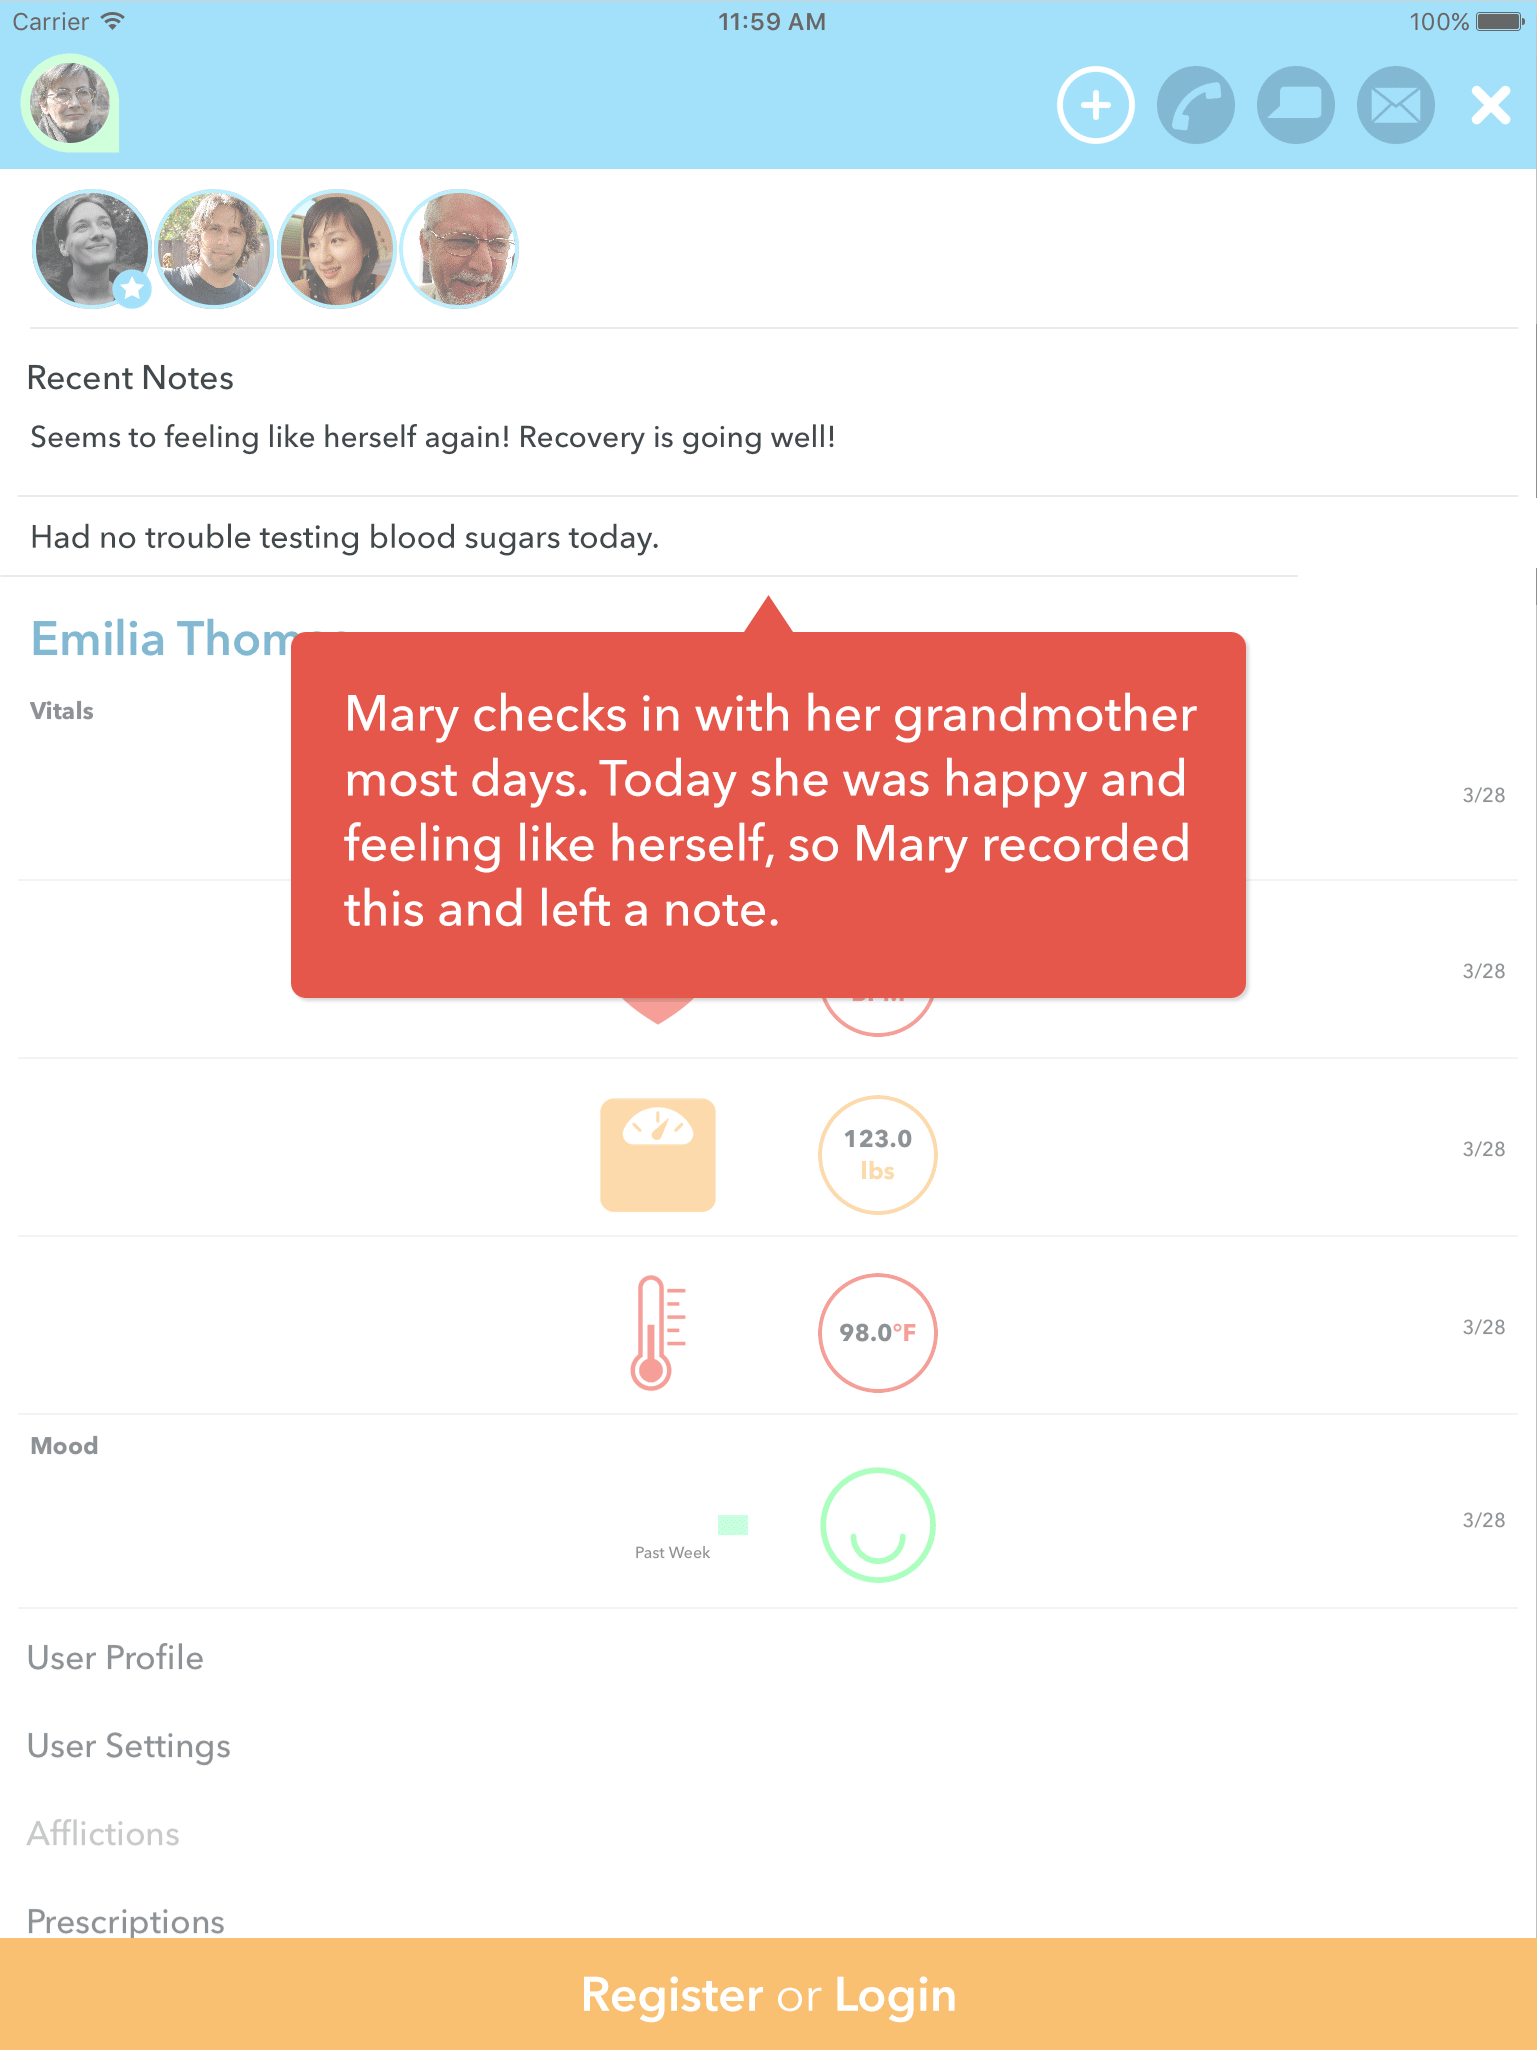 Carrier
11:59 AM
100%
Recent Notes
Seems to feeling like herself again! Recovery is going well!
Had no trouble testing blood sugars today.
Emilia
Vitals
Mary checks in with her grandmother
most days. Today she was happy and
feeling like herself, so Mary recorded
this and left a note.
3/28
3/28
123.0
lbs
3/28
98.0°F
3/28
Mood
Past Week
3/28
User Profile
User Settings
Afflictions
Prescriptions
Register or Login